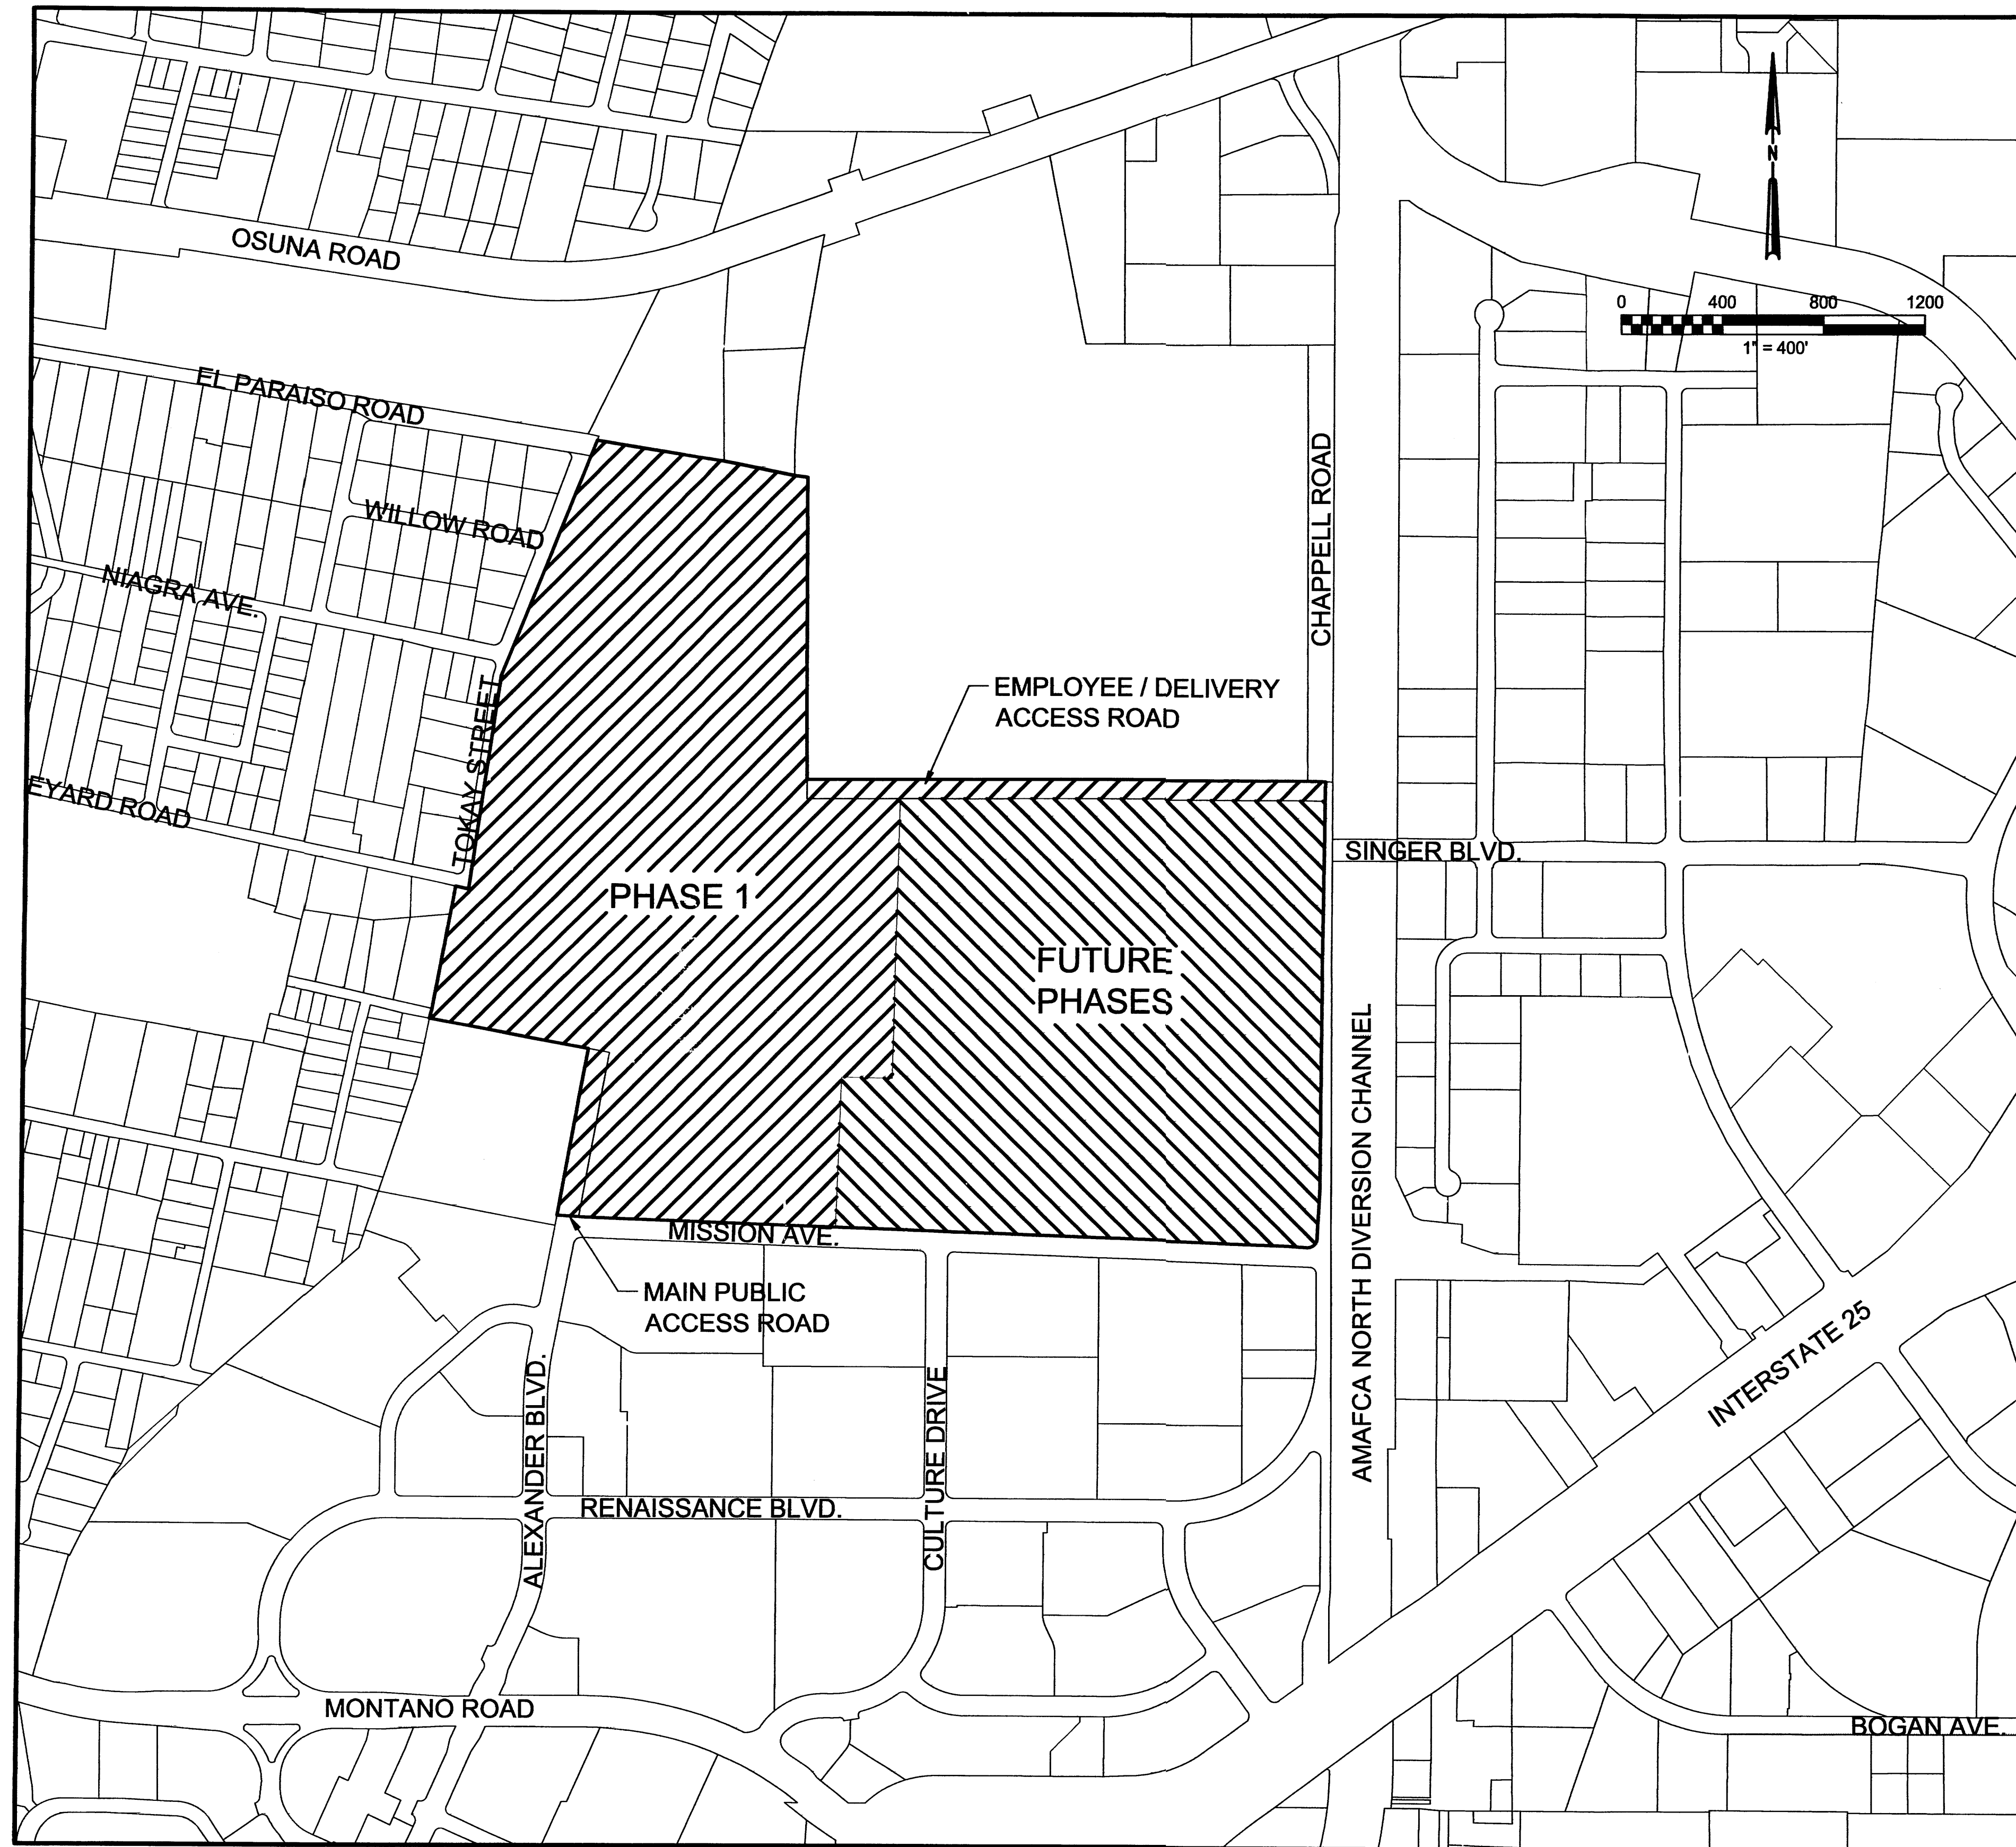 N
OSUNA ROAD
0 400 800 1200
1" = 400'
EL PARAISO ROAD
WILLOW ROAD
CHAPPELL ROAD
NIAGRA AVE.
EMPLOYEE / DELIVERY
ACCESS ROAD
TOKAY STREET
EYARD ROAD
SINGER BLVD.
PHASE 1
FUTURE
PHASES
AMAFCA NORTH DIVERSION CHANNEL
MISSION AVE.
MAIN PUBLIC
ACCESS ROAD
INTERSTATE 25
ALEXANDER BLVD.
CULTURE DRIVE
RENAISSANCE BLVD.
MONTANO ROAD
BOGAN AVE.